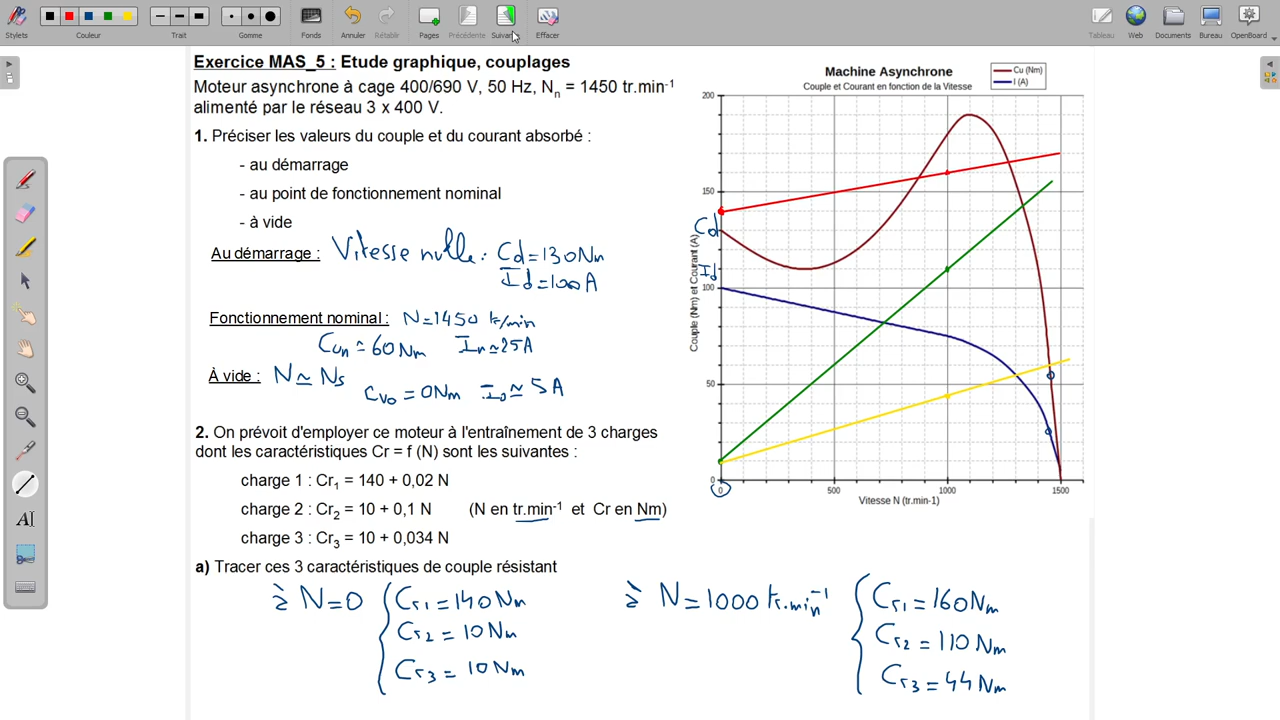 Stylets Couleur Trait Gomme Fonds Annuler Rétablir Pages Précédente Suivante Effacer Tableau Web Documents Bureau OpenBoard
Exercice MAS_5 : Etude graphique, couplages
Moteur asynchrone à cage 400/690 V, 50 Hz, Nn = 1450 tr.min-1
alimenté par le réseau 3 x 400 V.
1. Préciser les valeurs du couple et du courant absorbé :
- au démarrage
- au point de fonctionnement nominal
- à vide
Au démarrage : Vitesse nulle : Cd = 130 Nm
Id = 100 A
Fonctionnement nominal : N = 1450 tr/min
Cun ≃ 60 Nm In ≃ 25 A
À vide : N ≃ Ns
Cvo = 0 Nm Io ≃ 5 A
2. On prévoit d'employer ce moteur à l'entraînement de 3 charges
dont les caractéristiques Cr = f (N) sont les suivantes :
charge 1 : Cr1 = 140 + 0,02 N
charge 2 : Cr2 = 10 + 0,1 N (N en tr.min-1 et Cr en Nm)
charge 3 : Cr3 = 10 + 0,034 N
a) Tracer ces 3 caractéristiques de couple résistant
à N = 0 { Cr1 = 140 Nm
Cr2 = 10 Nm
Cr3 = 10 Nm
à N = 1000 tr.min-1 { Cr1 = 160 Nm
Cr2 = 110 Nm
Cr3 = 44 Nm
Machine Asynchrone
Couple et Courant en fonction de la Vitesse
Cu (Nm)
I (A)
200
150
Cd
Id
100
50
0
Couple (Nm) et Courant (A)
0 500 1000 1500
Vitesse N (tr.min-1)